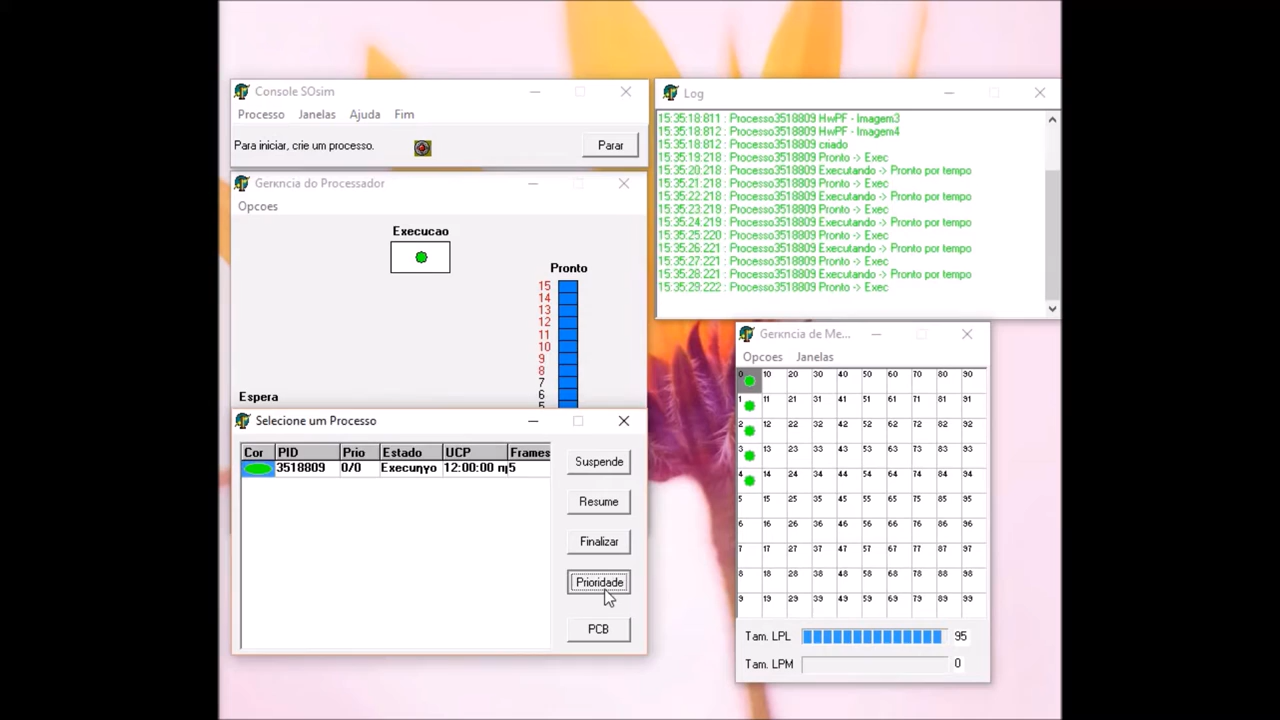 Console SOsim
Processo Janelas Ajuda Fim
Para iniciar, crie um processo.
Parar
Gerкncia do Processador
Opcoes
Execucao
Pronto
15
14
13
12
11
10
9
8
7
6
5
Espera
Selecione um Processo
Cor PID Prio Estado UCP Frames
3518809 0/0 Execuηγo 12:00:00 пр5
Suspende
Resume
Finalizar
Prioridade
PCB
Log
15:35:18:811 : Processo3518809 HwPF - Imagem3
15:35:18:812 : Processo3518809 HwPF - Imagem4
15:35:18:812 : Processo3518809 criado
15:35:19:218 : Processo3518809 Pronto -> Exec
15:35:20:218 : Processo3518809 Executando -> Pronto por tempo
15:35:21:218 : Processo3518809 Pronto -> Exec
15:35:22:218 : Processo3518809 Executando -> Pronto por tempo
15:35:23:219 : Processo3518809 Pronto -> Exec
15:35:24:219 : Processo3518809 Executando -> Pronto por tempo
15:35:25:220 : Processo3518809 Pronto -> Exec
15:35:26:221 : Processo3518809 Executando -> Pronto por tempo
15:35:27:221 : Processo3518809 Pronto -> Exec
15:35:28:221 : Processo3518809 Executando -> Pronto por tempo
15:35:29:222 : Processo3518809 Pronto -> Exec
Gerкncia de Me...
Opcoes Janelas
0 10 20 30 40 50 60 70 80 90
1 11 21 31 41 51 61 71 81 91
2 12 22 32 42 52 62 72 82 92
3 13 23 33 43 53 63 73 83 93
4 14 24 34 44 54 64 74 84 94
5 15 25 35 45 55 65 75 85 95
6 16 26 36 46 56 66 76 86 96
7 17 27 37 47 57 67 77 87 97
8 18 28 38 48 58 68 78 88 98
9 19 29 39 49 59 69 79 89 99
Tam. LPL 95
Tam. LPM 0